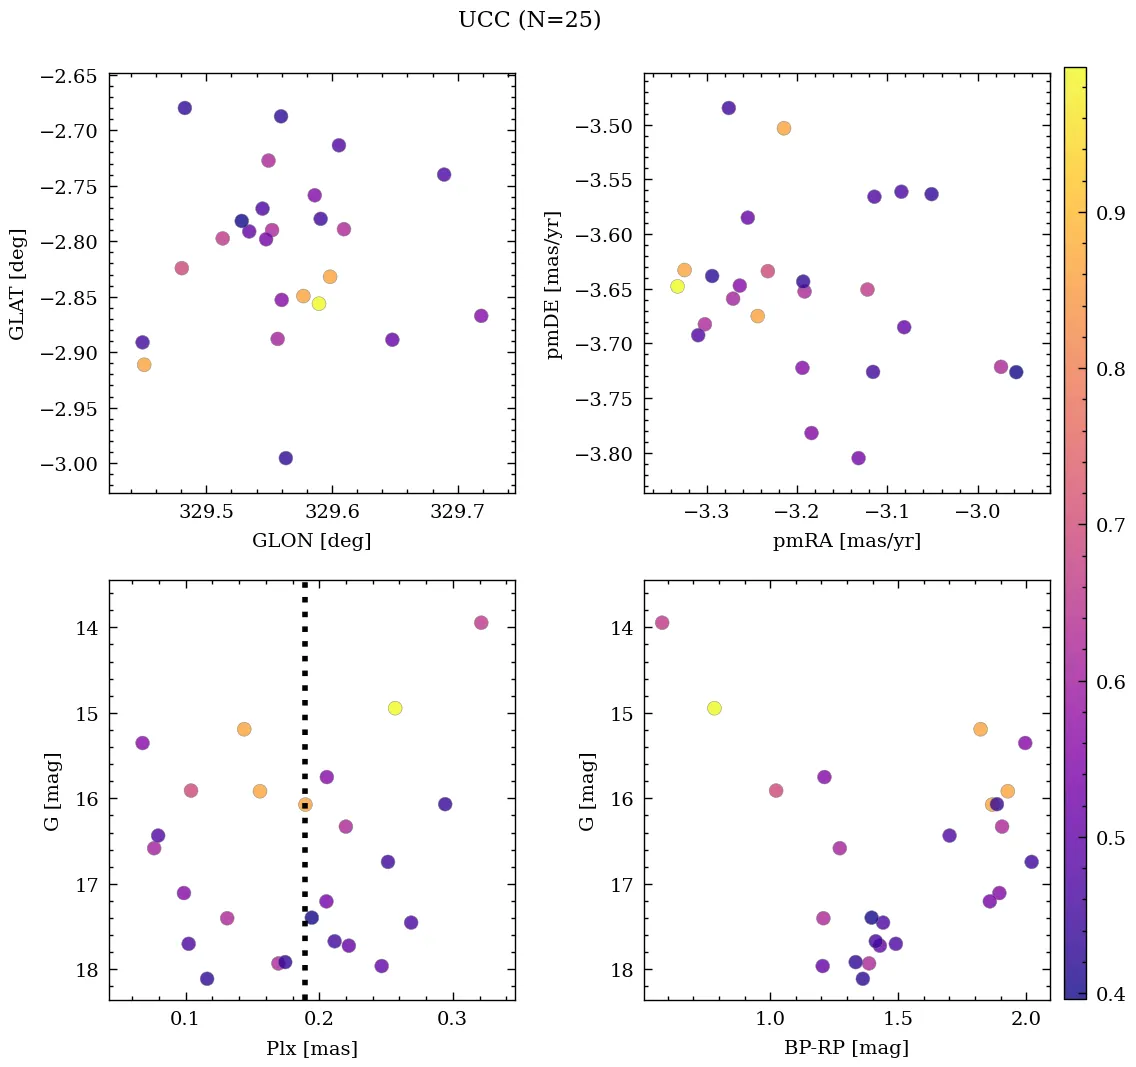 UCC (N=25)
−2.65
−2.70
−2.75
−2.80
−2.85
−2.90
−2.95
−3.00
GLAT [deg]
329.5 329.6 329.7
GLON [deg]
−3.50
−3.55
−3.60
−3.65
−3.70
−3.75
−3.80
pmDE [mas/yr]
−3.3 −3.2 −3.1 −3.0
pmRA [mas/yr]
14
15
16
17
18
G [mag]
0.1 0.2 0.3
Plx [mas]
14
15
16
17
18
G [mag]
1.0 1.5 2.0
BP-RP [mag]
0.9
0.8
0.7
0.6
0.5
0.4